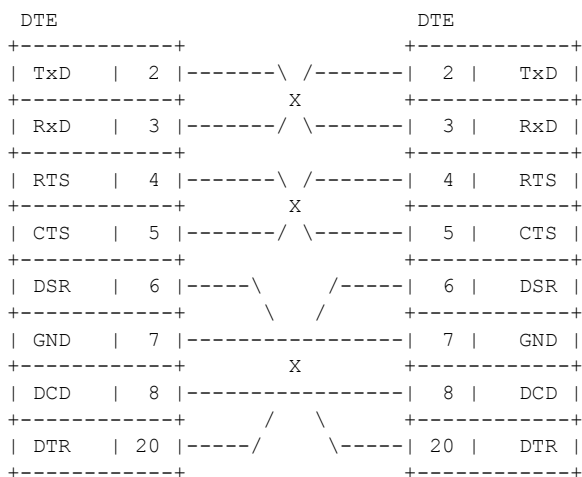 DTE DTE
+-------------+ +------------+
| TxD | 2 |-------\ /-------| 2 | TxD |
+-------------+ X +------------+
| RxD | 3 |-------/ \-------| 3 | RxD |
+-------------+ +------------+
| RTS | 4 |-------\ /-------| 4 | RTS |
+-------------+ X +------------+
| CTS | 5 |-------/ \-------| 5 | CTS |
+-------------+ +------------+
| DSR | 6 |-----\ /-----| 6 | DSR |
+-------------+ \ / +------------+
| GND | 7 |-----------------| 7 | GND |
+-------------+ X +------------+
| DCD | 8 |-----------------| 8 | DCD |
+-------------+ / \ +------------+
| DTR | 20 |-----/ \-----| 20 | DTR |
+-------------+ +------------+